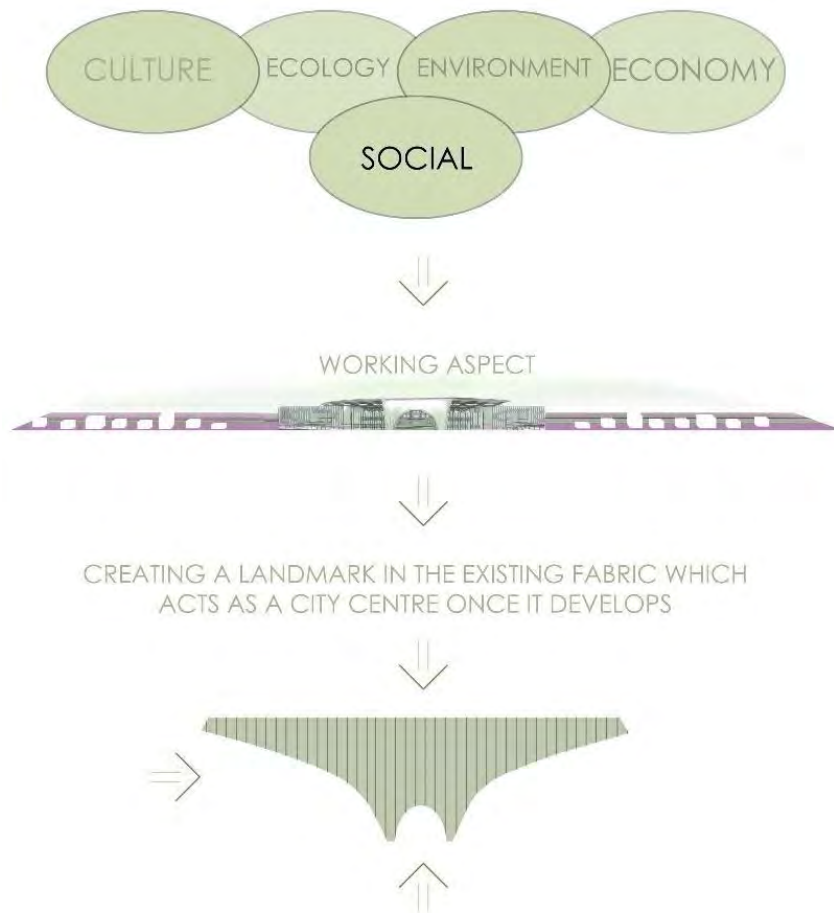 CULTURE
ECOLOGY
ENVIRONMENT
ECONOMY
SOCIAL
WORKING ASPECT
CREATING A LANDMARK IN THE EXISTING FABRIC WHICH
ACTS AS A CITY CENTRE ONCE IT DEVELOPS